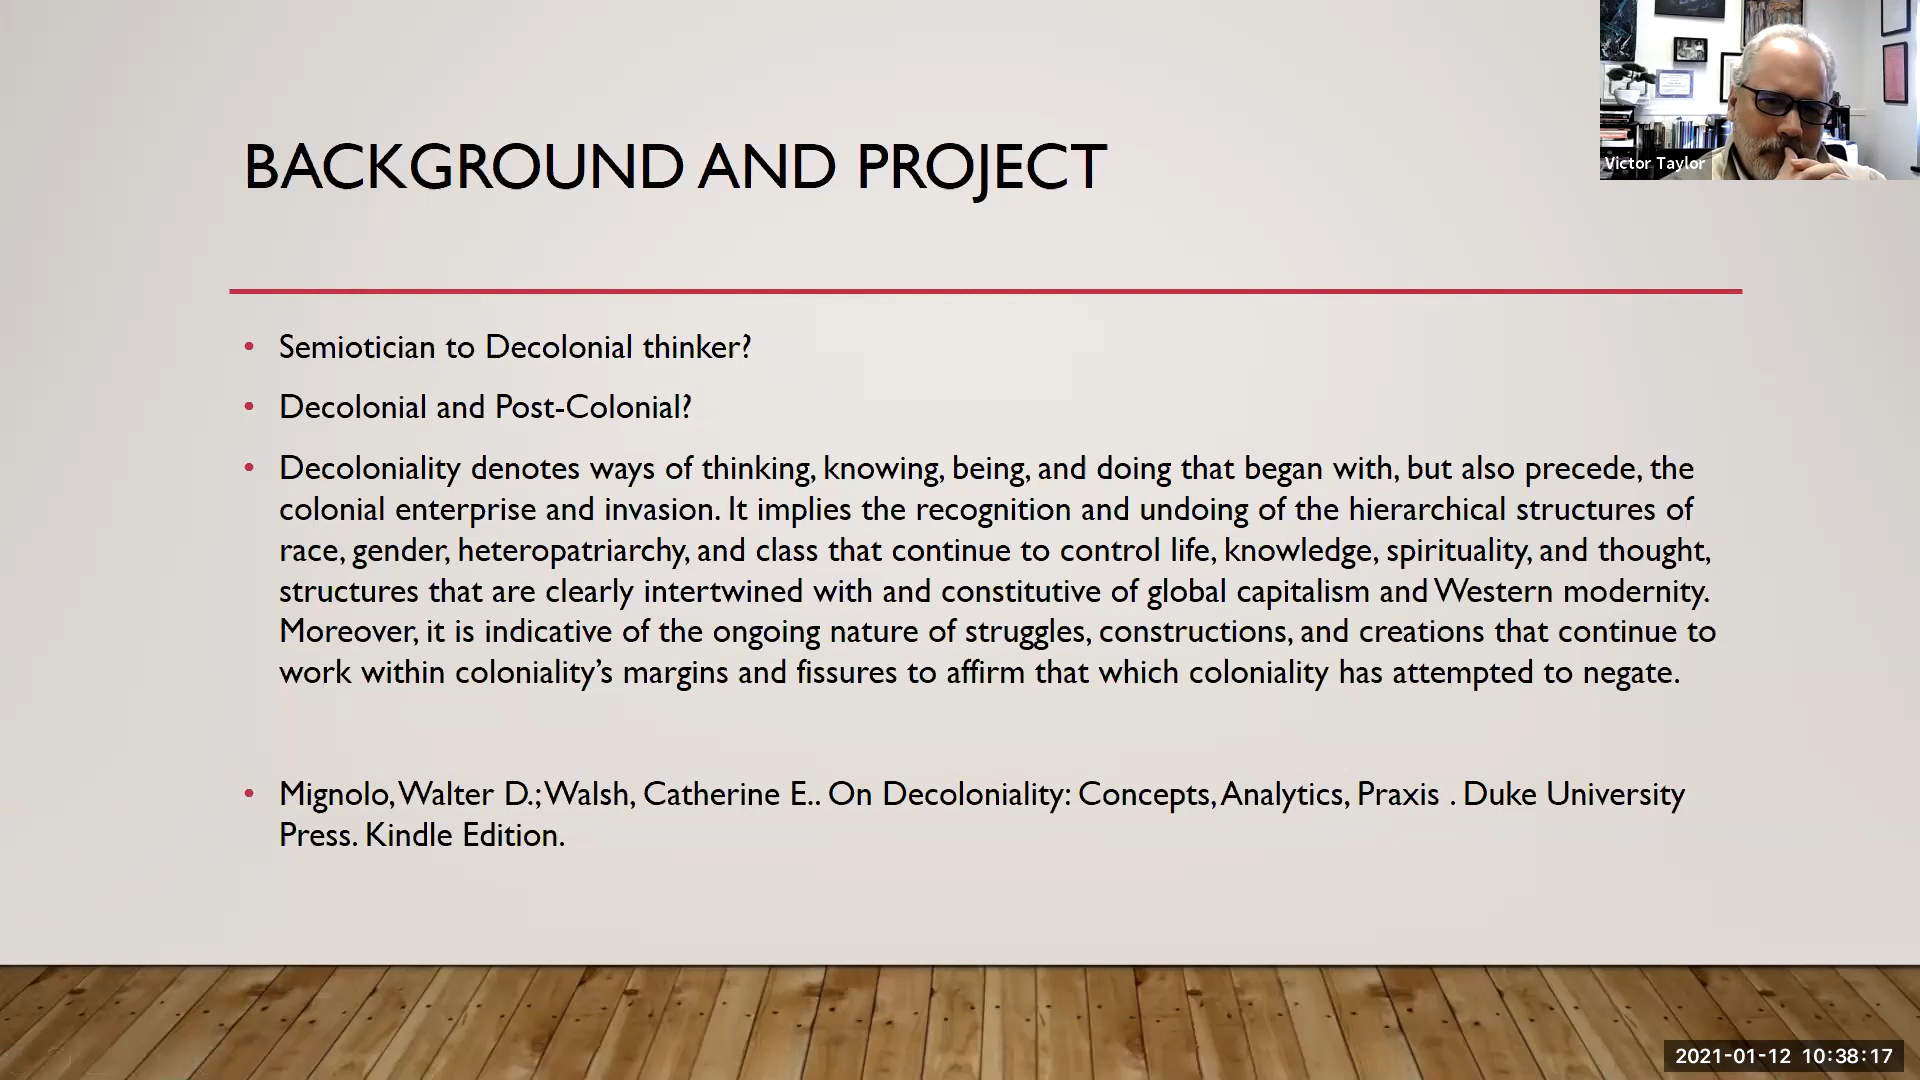 BACKGROUND AND PROJECT
Victor Taylor
• Semiotician to Decolonial thinker?
• Decolonial and Post-Colonial?
• Decoloniality denotes ways of thinking, knowing, being, and doing that began with, but also precede, the
colonial enterprise and invasion. It implies the recognition and undoing of the hierarchical structures of
race, gender, heteropatriarchy, and class that continue to control life, knowledge, spirituality, and thought,
structures that are clearly intertwined with and constitutive of global capitalism and Western modernity.
Moreover, it is indicative of the ongoing nature of struggles, constructions, and creations that continue to
work within coloniality’s margins and fissures to affirm that which coloniality has attempted to negate.
• Mignolo, Walter D.; Walsh, Catherine E.. On Decoloniality: Concepts, Analytics, Praxis . Duke University
Press. Kindle Edition.
2021-01-12 10:38:17